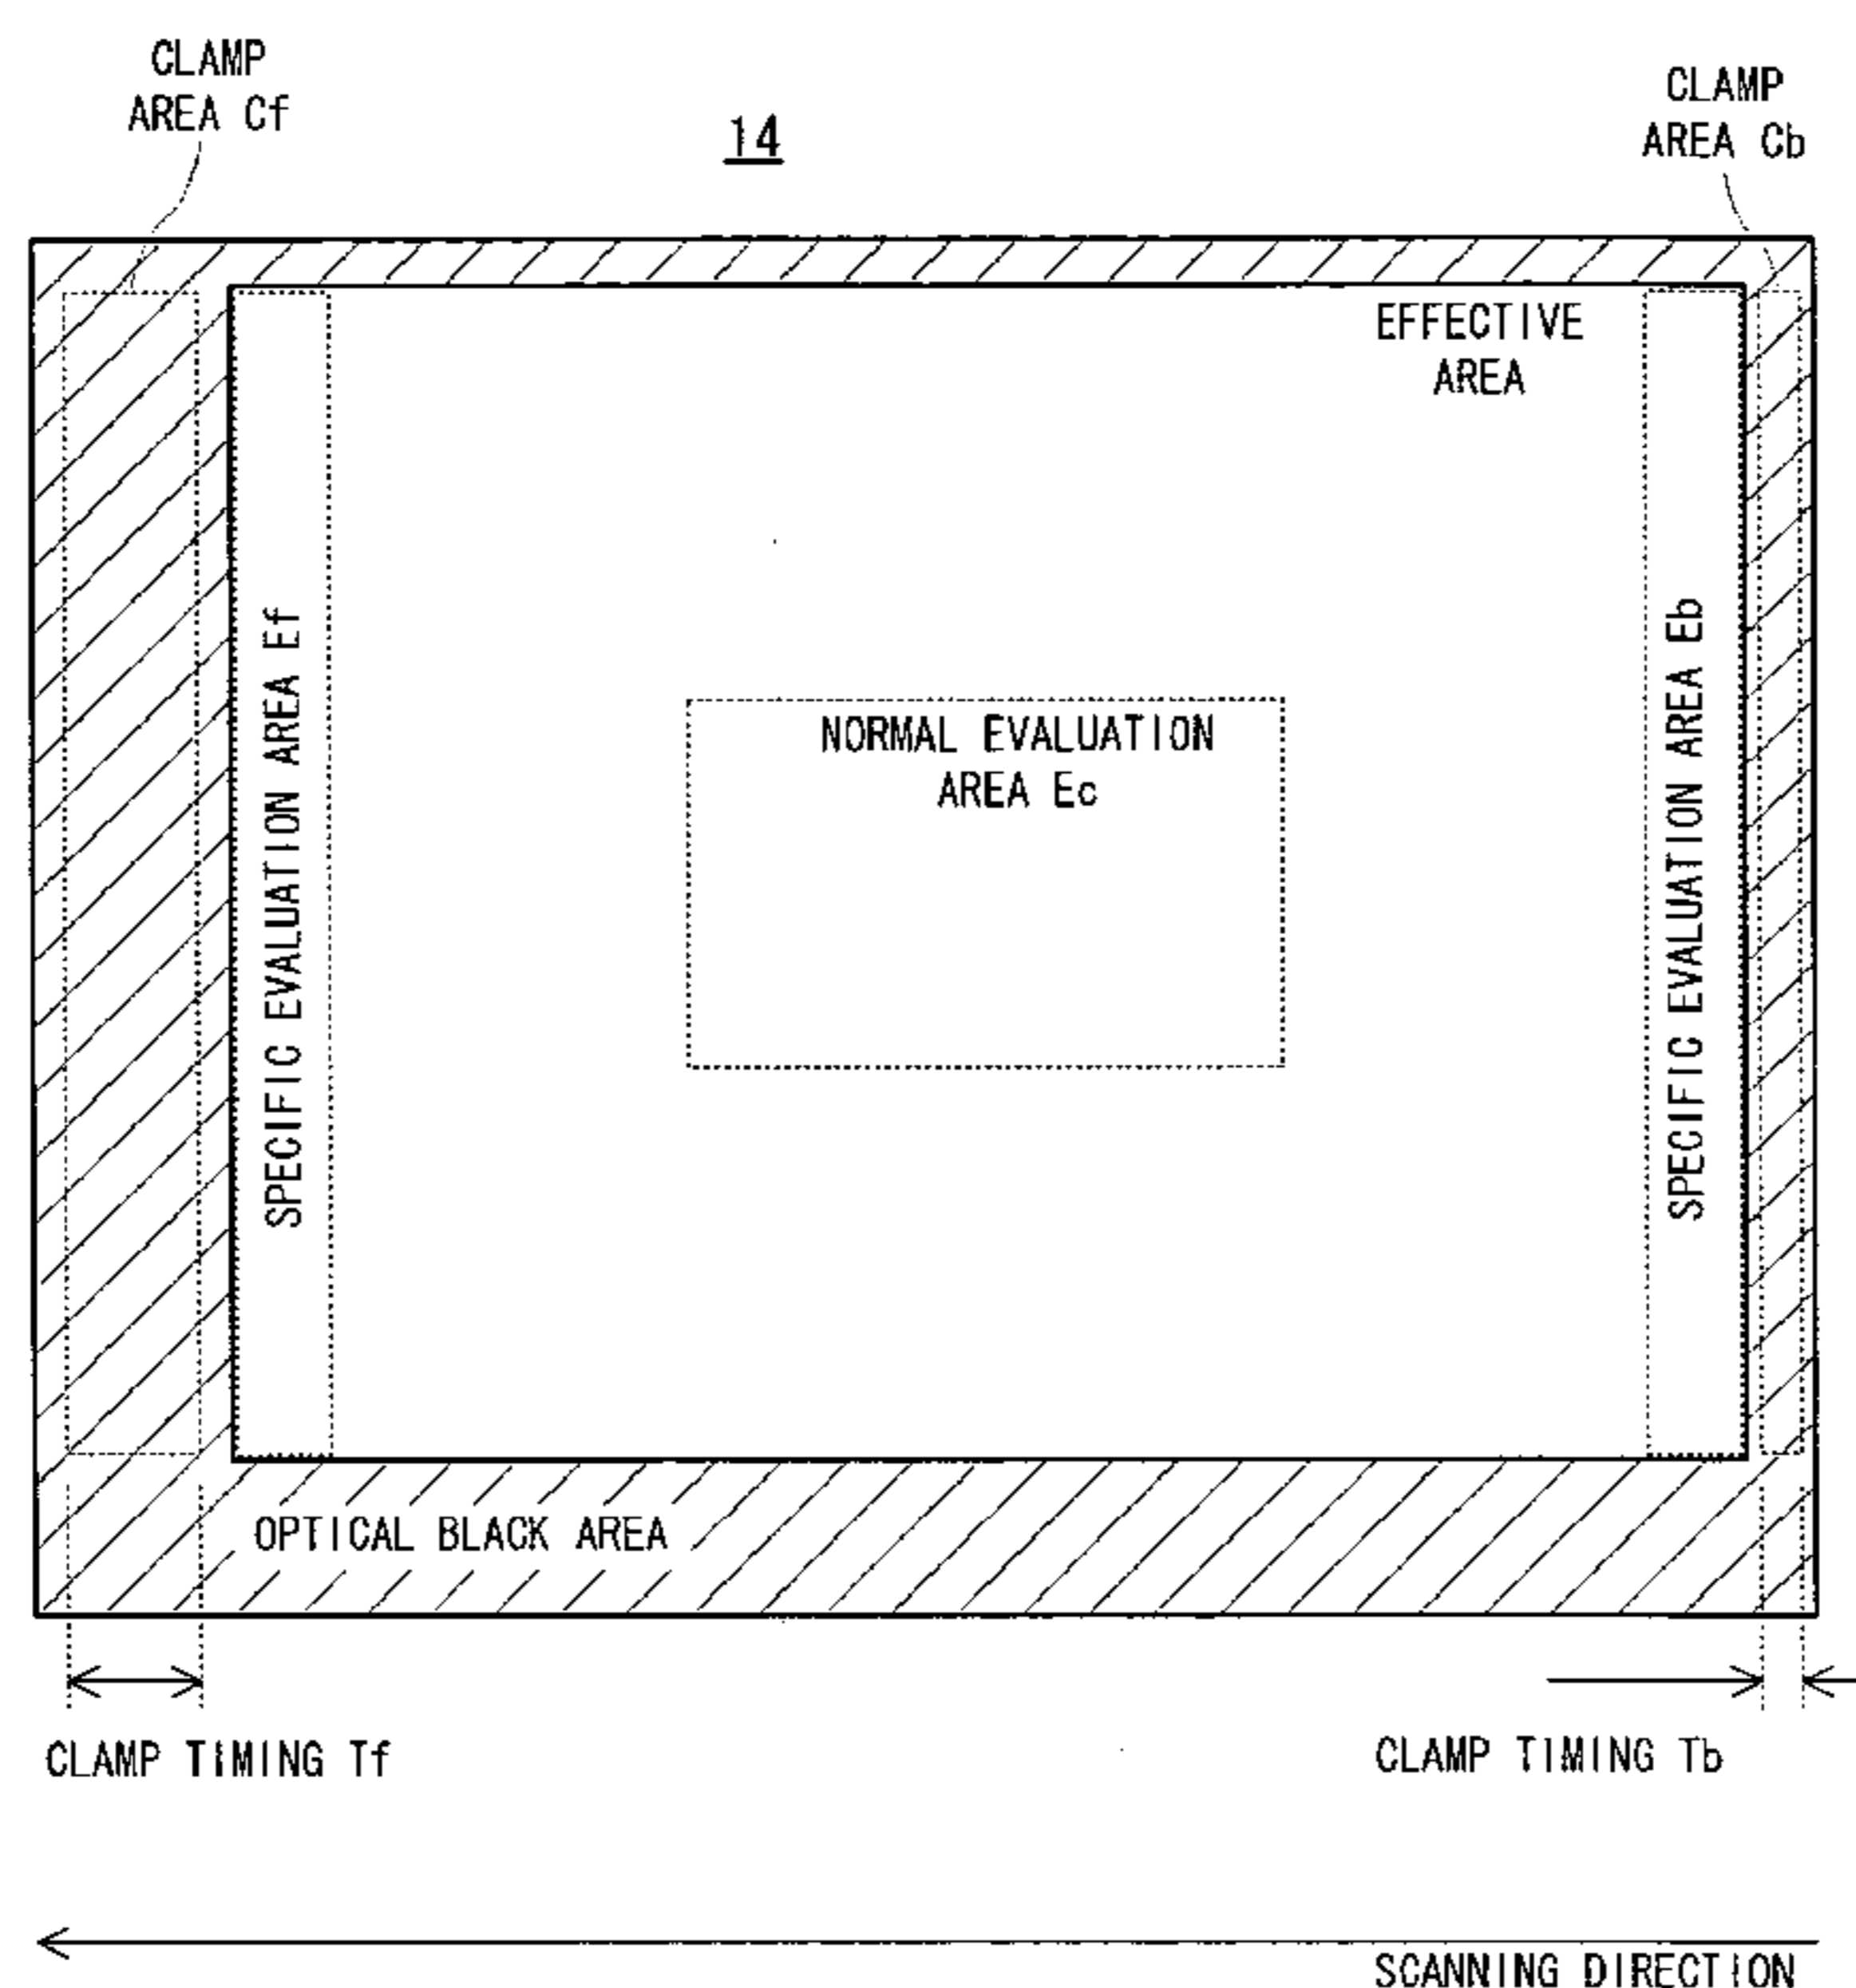 CLAMP
AREA Cf
14
CLAMP
AREA Cb
EFFECTIVE
AREA
SPECIFIC EVALUATION AREA Ef
NORMAL EVALUATION
AREA Ec
SPECIFIC EVALUATION AREA Eb
OPTICAL BLACK AREA
CLAMP TIMING Tf
CLAMP TIMING Tb
SCANNING DIRECTION